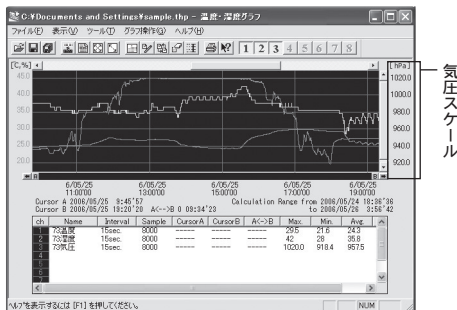 C:¥Documents and Settings¥sample.thp - 温度・湿度グラフ
ファイル(F) 表示(V) ツール(T) グラフ操作(G) ヘルプ(H)
1 2 3 4 5 6 7 8
[C,%] [hPa]
45.0 1020.0
40.0 1000.0
35.0 980.0
30.0 960.0
25.0 940.0
20.0 920.0
気圧スケール
B B
6/05/25 6/05/25 6/05/25 6/05/25 6/05/25
11:00'00 13:00'00 15:00'00 17:00'00 19:00'00
Cursor A 2006/05/25 9:45'57 Calculation Range from 2006/05/24 18:36'36
Cursor B 2006/05/25 19:20'20 A<-->B 0 09:34'23 to 2006/05/26 3:56'42
ch Name Interval Sample CursorA CursorB A<->B Max. Min. Avg.
1 73:温度 15sec. 8000 ----- ----- ----- 29.5 21.6 24.3
2 73:湿度 15sec. 8000 ----- ----- ----- 42 28 35.8
3 73:気圧 15sec. 8000 ----- ----- ----- 1020.0 918.4 957.5
4
5
6
ヘルプを表示するには [F1] を押してください。 NUM